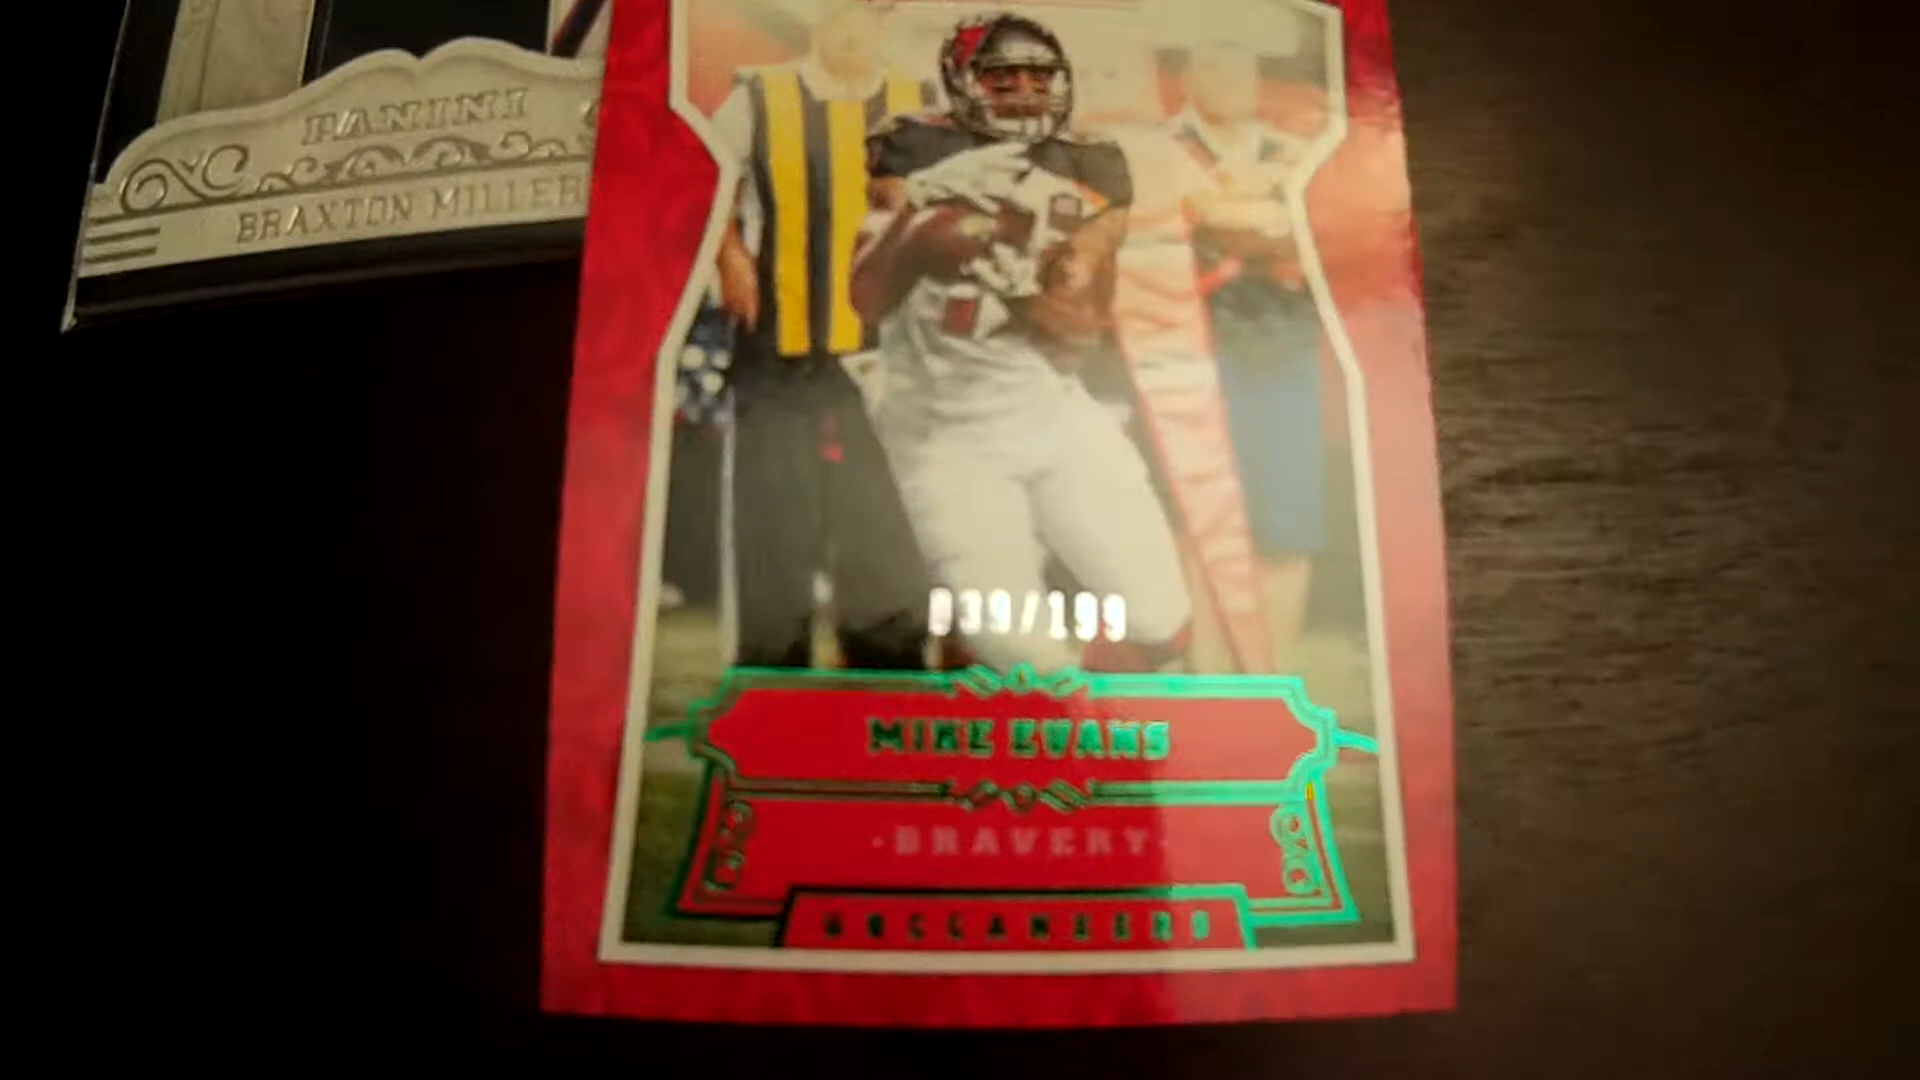 PANINI
BRAXTON MILLER
039/199
MIKE EVANS
·BRAVERY·
BUCCANEERS